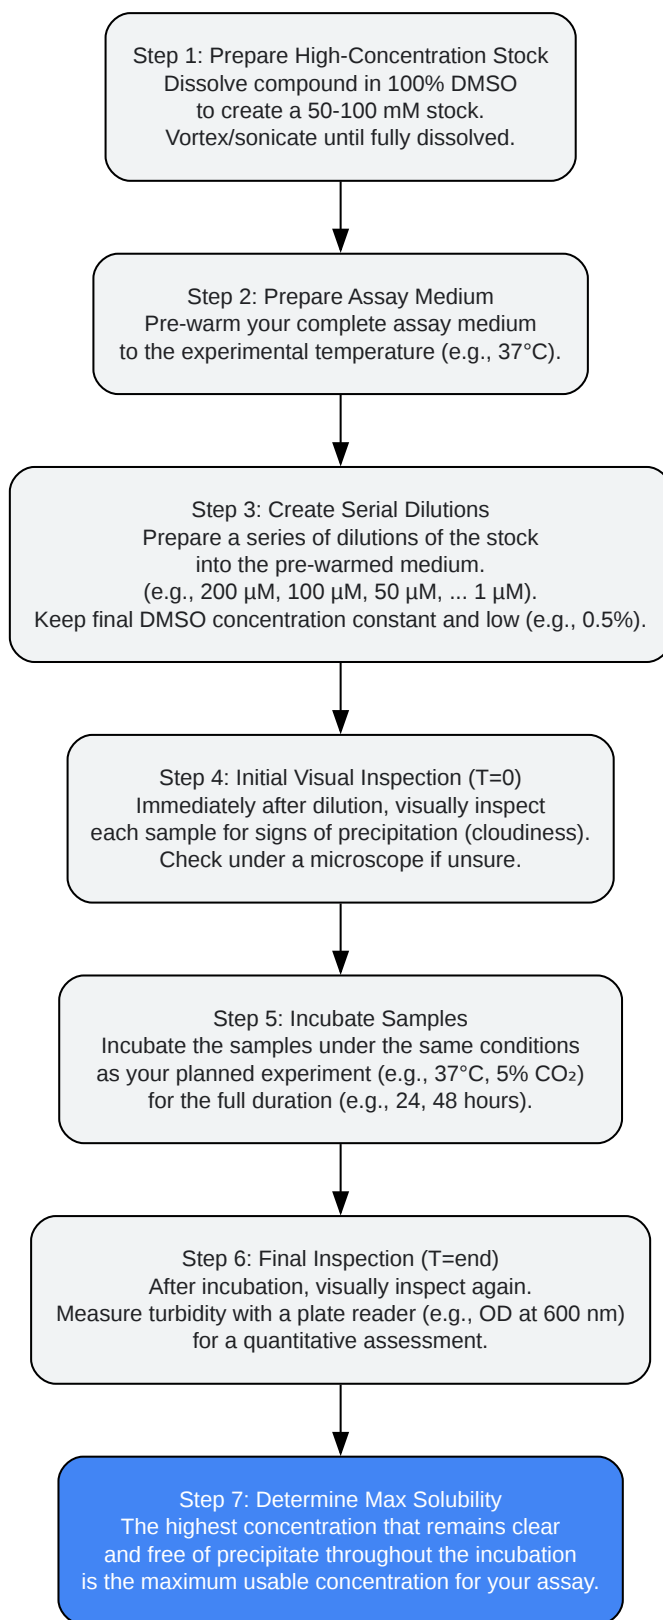 Step 1: Prepare High-Concentration Stock
Dissolve compound in 100% DMSO
to create a 50-100 mM stock.
Vortex/sonicate until fully dissolved.
Step 2: Prepare Assay Medium
Pre-warm your complete assay medium
to the experimental temperature (e.g., 37°C).
Step 3: Create Serial Dilutions
Prepare a series of dilutions of the stock
into the pre-warmed medium.
(e.g., 200 µM, 100 µM, 50 µM, ... 1 µM).
Keep final DMSO concentration constant and low (e.g., 0.5%).
Step 4: Initial Visual Inspection (T=0)
Immediately after dilution, visually inspect
each sample for signs of precipitation (cloudiness).
Check under a microscope if unsure.
Step 5: Incubate Samples
Incubate the samples under the same conditions
as your planned experiment (e.g., 37°C, 5% CO₂)
for the full duration (e.g., 24, 48 hours).
Step 6: Final Inspection (T=end)
After incubation, visually inspect again.
Measure turbidity with a plate reader (e.g., OD at 600 nm)
for a quantitative assessment.
Step 7: Determine Max Solubility
The highest concentration that remains clear
and free of precipitate throughout the incubation
is the maximum usable concentration for your assay.